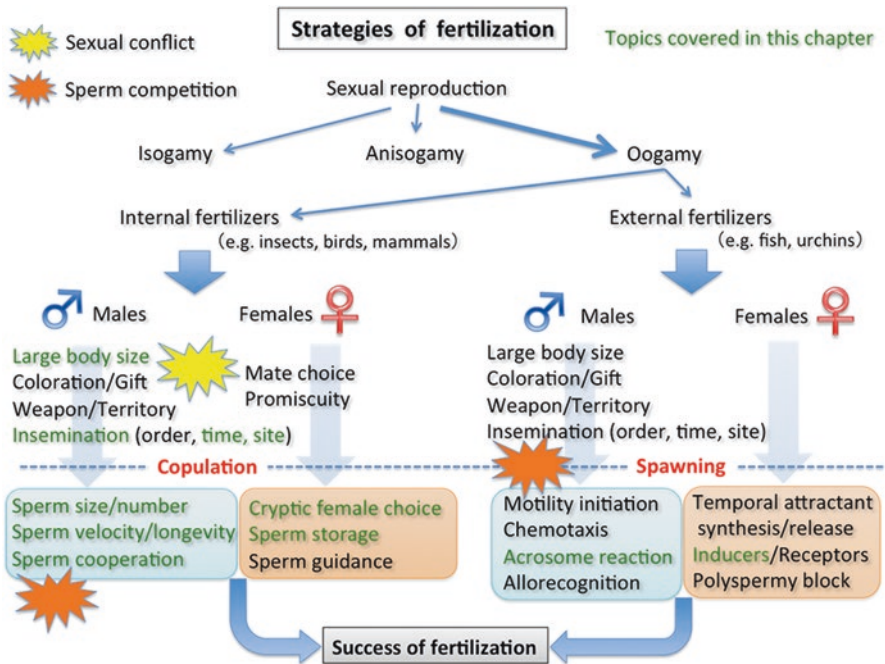 Strategies of fertilization
Sexual conflict
Topics covered in this chapter
Sperm competition
Sexual reproduction
Isogamy
Anisogamy
Oogamy
Internal fertilizers
(e.g. insects, birds, mammals)
External fertilizers
(e.g. fish, urchins)
Males
Females
Large body size
Coloration/Gift
Weapon/Territory
Insemination (order, time, site)
Mate choice
Promiscuity
Males
Females
Large body size
Coloration/Gift
Weapon/Territory
Insemination (order, time, site)
Copulation
Spawning
Sperm size/number
Sperm velocity/longevity
Sperm cooperation
Cryptic female choice
Sperm storage
Sperm guidance
Motility initiation
Chemotaxis
Acrosome reaction
Allorecognition
Temporal attractant
synthesis/release
Inducers/Receptors
Polyspermy block
Success of fertilization